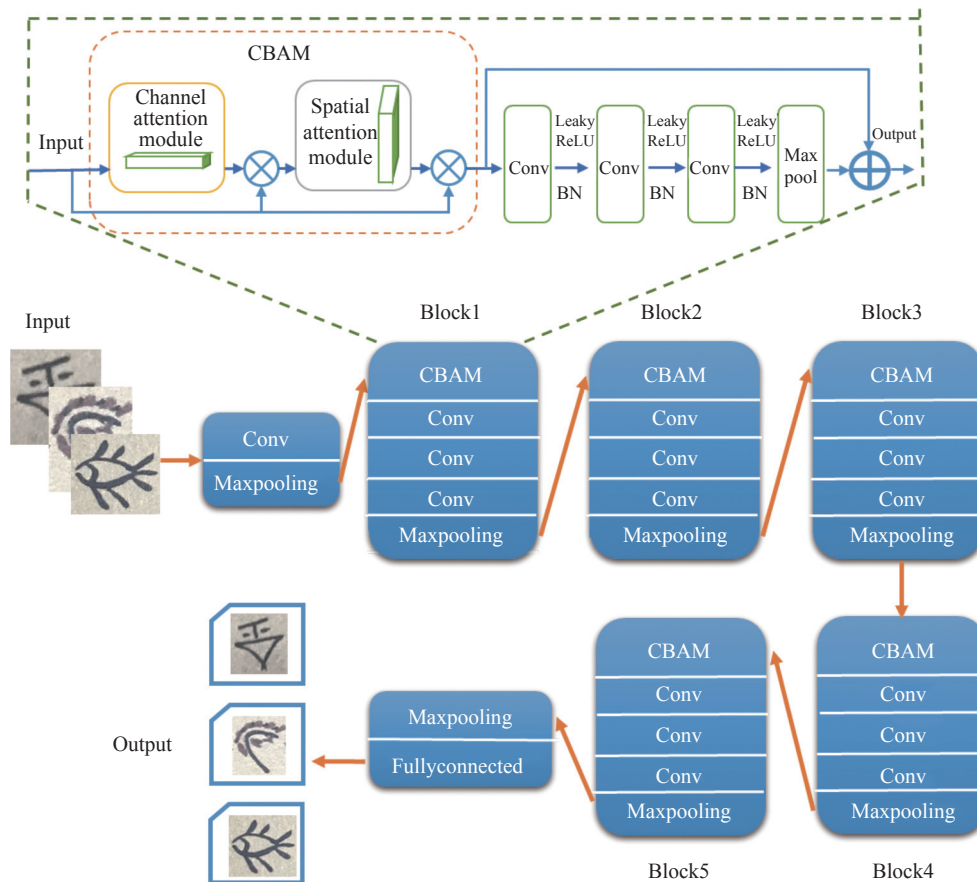 CBAM
Channel
attention
module
Spatial
attention
module
Input
Conv
Leaky
ReLU
BN
Conv
Leaky
ReLU
BN
Conv
Leaky
ReLU
BN
Max
pool
Output
Input
Block1
Block2
Block3
Conv
Maxpooling
CBAM
Conv
Conv
Conv
Maxpooling
CBAM
Conv
Conv
Conv
Maxpooling
CBAM
Conv
Conv
Conv
Maxpooling
CBAM
Conv
Conv
Conv
Maxpooling
Block4
CBAM
Conv
Conv
Conv
Maxpooling
Block5
Maxpooling
Fullyconnected
Output